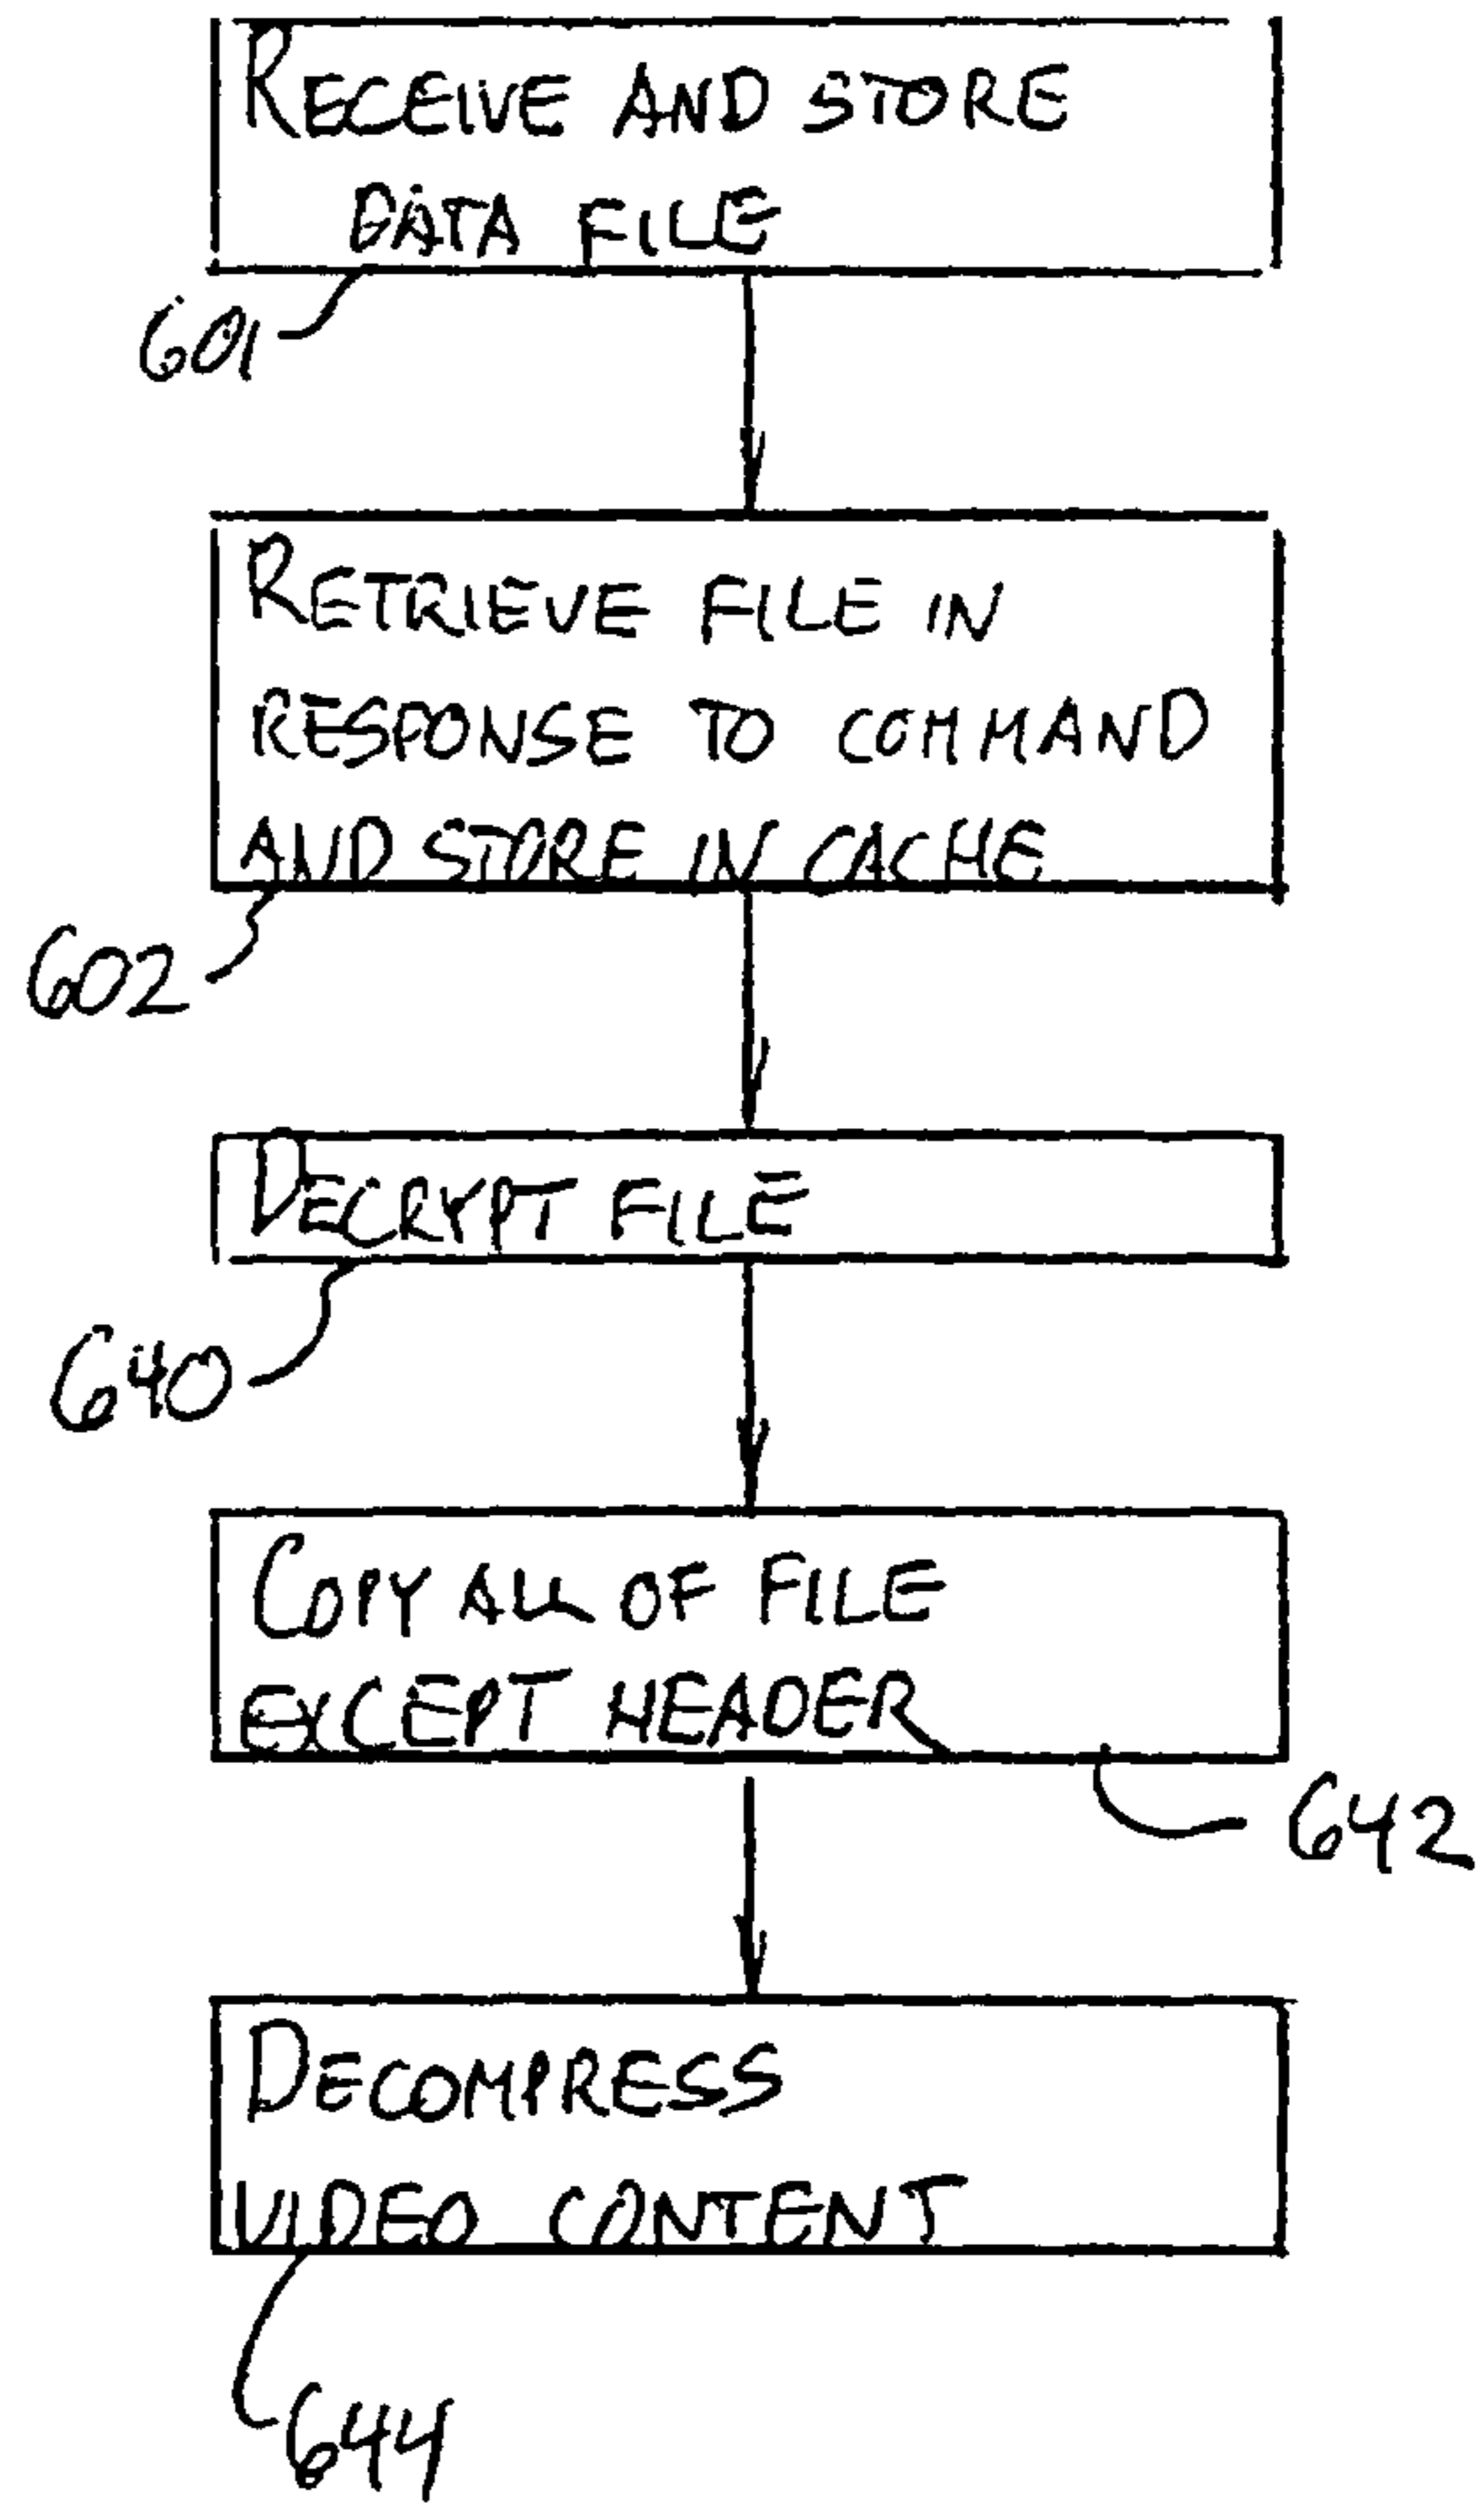 RECEIVE AND STORE
DATA FILE
601
RETRIEVE FILE IN
RESPONSE TO COMMAND
AND STORE IN CACHE
602
DECRYPT FILE
640
COPY ALL OF FILE
EXCEPT HEADER
642
DECOMPRESS
VIDEO CONTENT
644